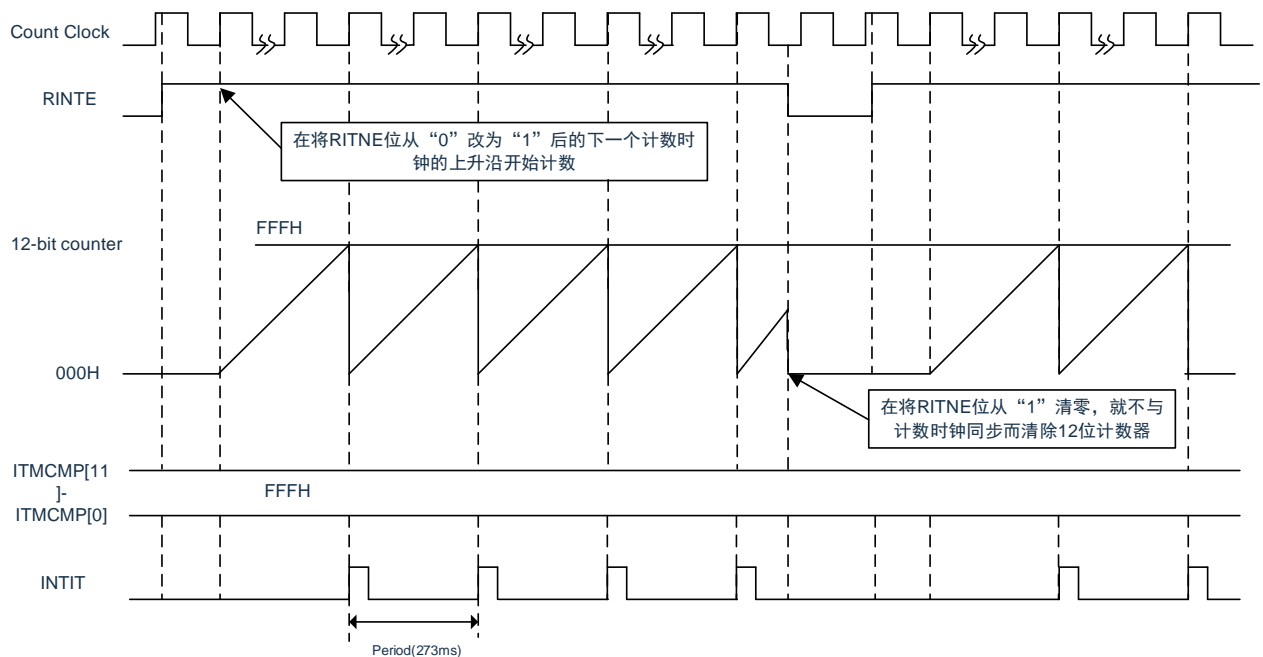 Count Clock
RINTE
在将RITNE位从“0”改为“1”后的下一个计数时
钟的上升沿开始计数
FFFH
12-bit counter
000H
在将RITNE位从“1”清零，就不与
计数时钟同步而清除12位计数器
ITMCMP[11
]-
ITMCMP[0]
FFFH
INTIT
Period(273ms)